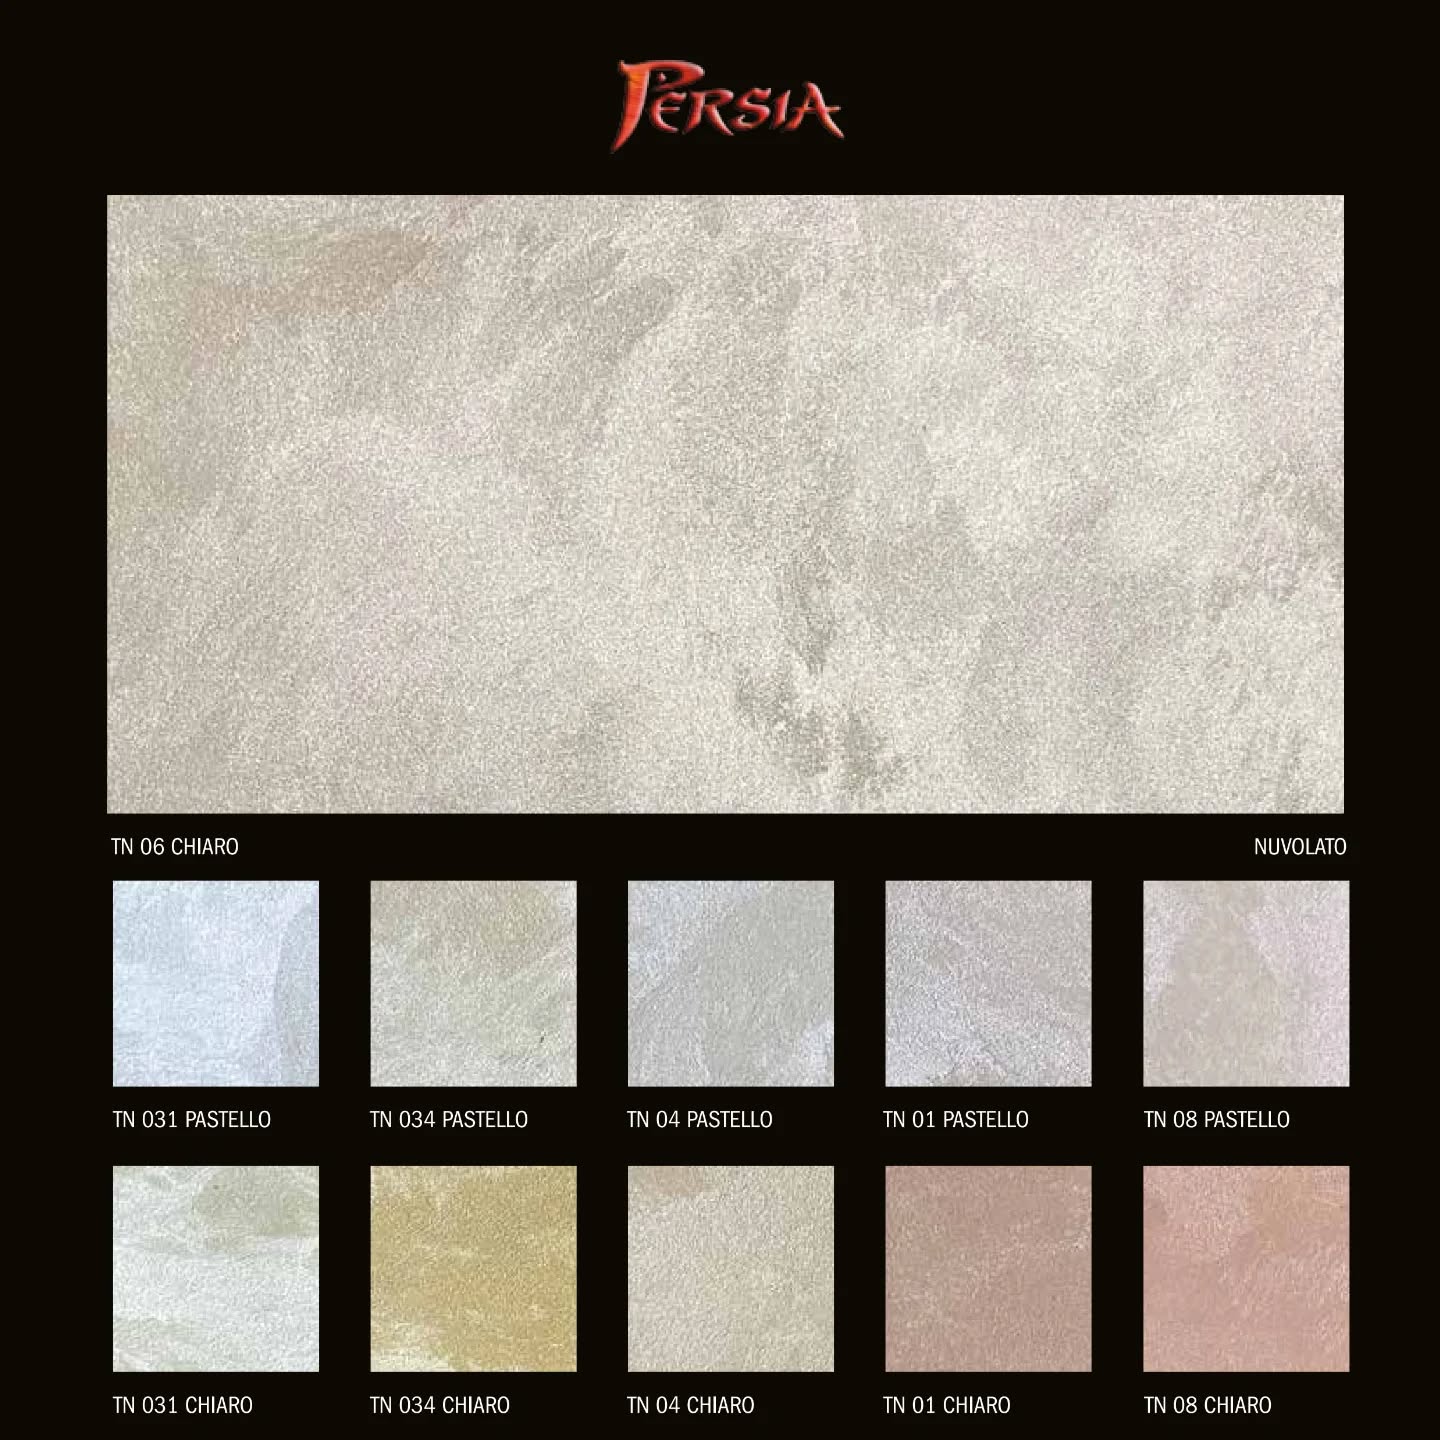 PERSIA
TN 06 CHIARO
NUVOLATO
TN 031 PASTELLO
TN 034 PASTELLO
TN 04 PASTELLO
TN 01 PASTELLO
TN 08 PASTELLO
TN 031 CHIARO
TN 034 CHIARO
TN 04 CHIARO
TN 01 CHIARO
TN 08 CHIARO